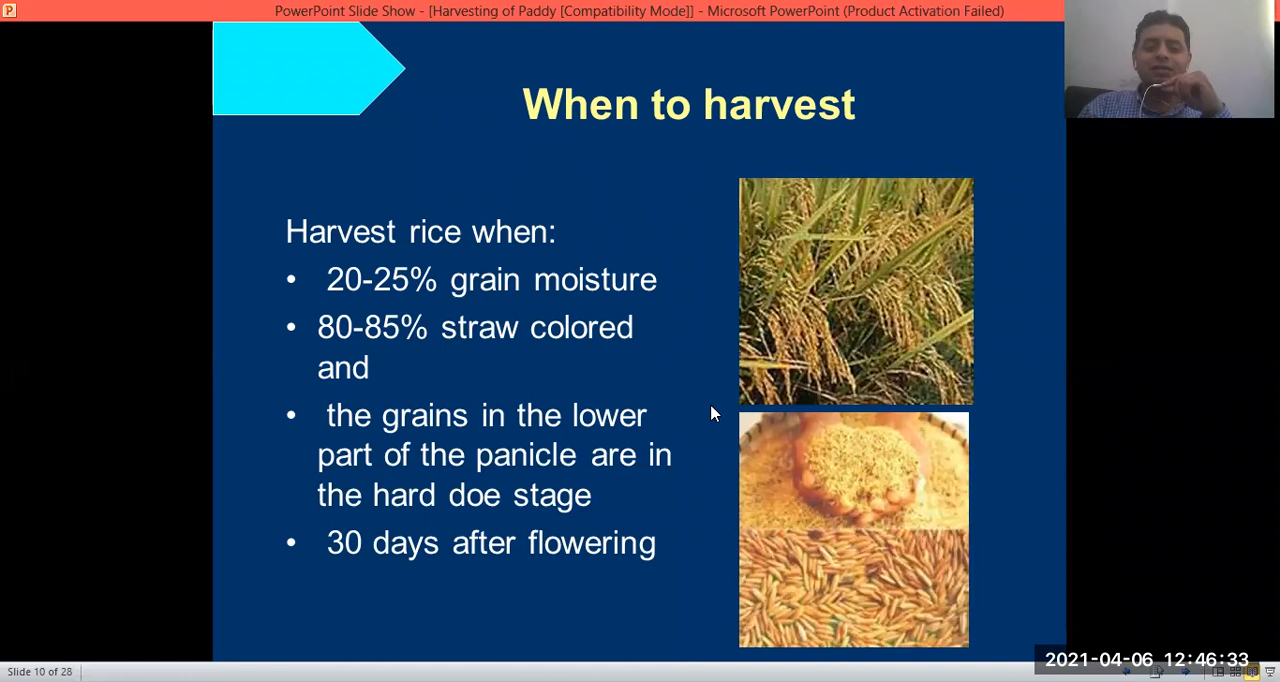 PowerPoint Slide Show - [Harvesting of Paddy [Compatibility Mode]] - Microsoft PowerPoint (Product Activation Failed)
When to harvest
Harvest rice when:
• 20-25% grain moisture
• 80-85% straw colored
and
• the grains in the lower
part of the panicle are in
the hard doe stage
• 30 days after flowering
2021-04-06 12:46:33
Slide 10 of 28